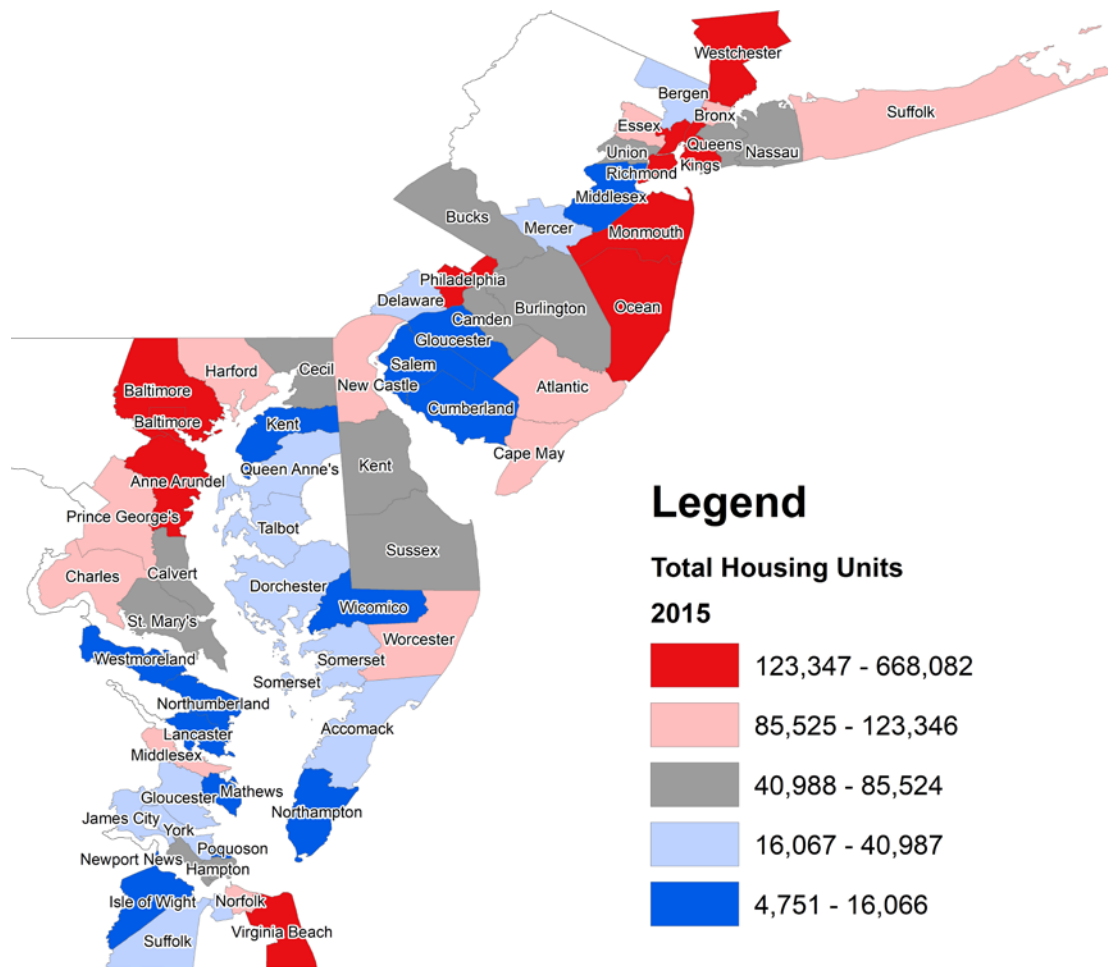 Westchester
Bergen
Suffolk
Bronx
Essex
Queens
Union
Nassau
Kings
Richmond
Middlesex
Bucks
Mercer
Monmouth
Philadelphia
Delaware
Ocean
Burlington
Camden
Gloucester
Salem
Harford
Cecil
New Castle
Atlantic
Baltimore
Cumberland
Baltimore
Kent
Cape May
Queen Anne's
Kent
Anne Arundel
Prince George's
Talbot
Sussex
Charles
Calvert
Dorchester
Wicomico
St. Mary's
Worcester
Westmoreland
Somerset
Somerset
Northumberland
Accomack
Lancaster
Middlesex
Mathews
Gloucester
Northampton
James City
York
Poquoson
Newport News
Hampton
Isle of Wight
Norfolk
Virginia Beach
Suffolk
Legend
Total Housing Units
2015
123,347 - 668,082
85,525 - 123,346
40,988 - 85,524
16,067 - 40,987
4,751 - 16,066